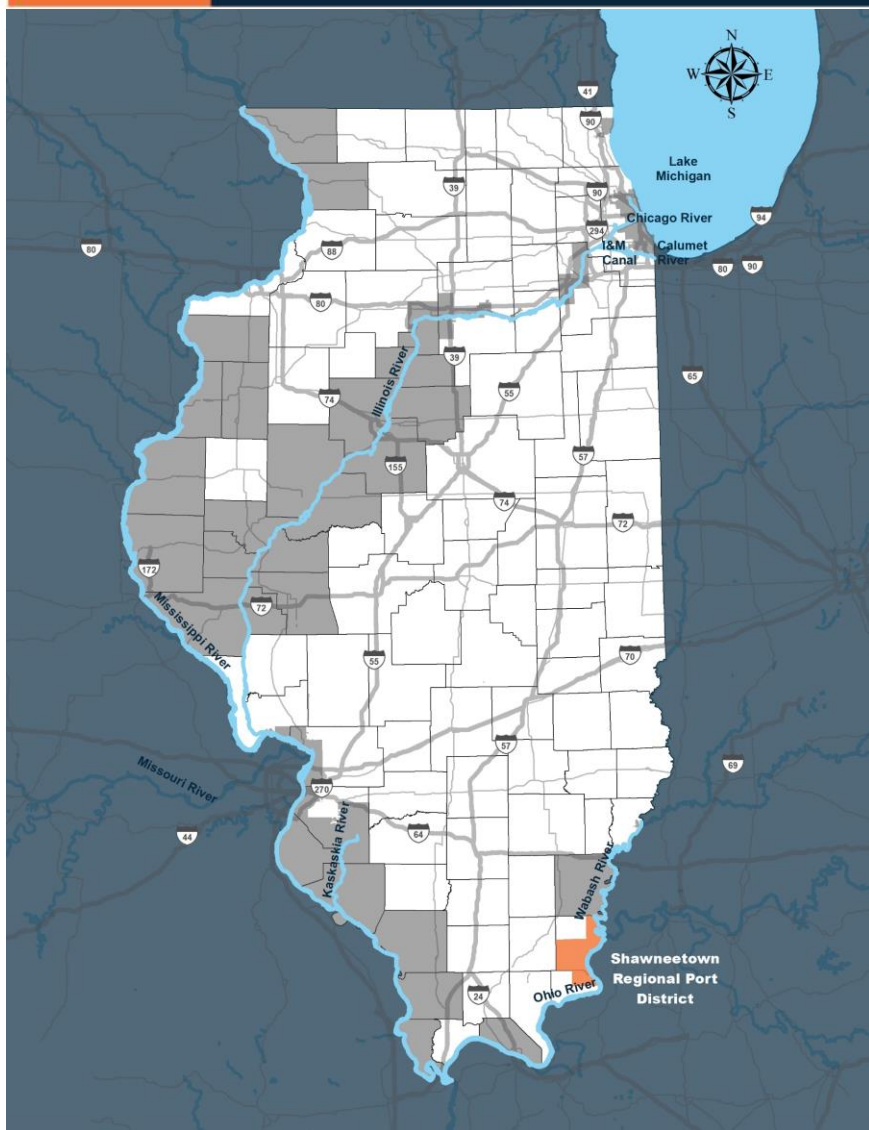 N
W
E
S
41
90
Lake
Michigan
39
90
Chicago River
94
294
88
I&M
Canal
Calumet
River
80
80
90
80
39
65
Illinois River
74
55
155
57
74
72
172
72
Mississippi River
55
70
57
Missouri River
69
270
Kaskaskia River
44
64
Wabash River
Shawneetown
Regional Port
District
Ohio River
24